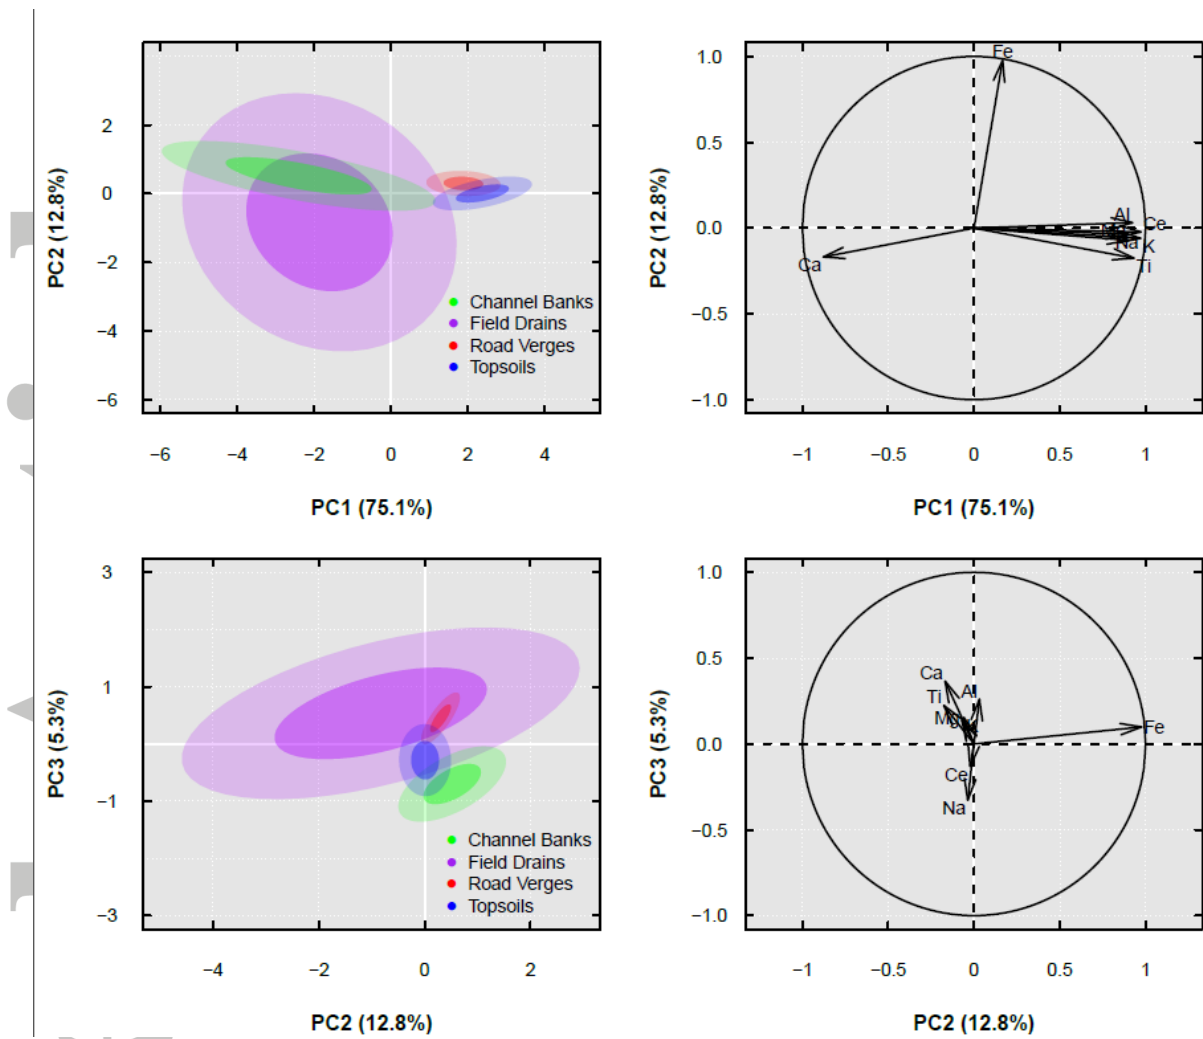 PC2 (12.8%)
2
0
−2
−4
−6
Channel Banks
Field Drains
Road Verges
Topsoils
−6 −4 −2 0 2 4
PC1 (75.1%)
PC2 (12.8%)
1.0
0.5
0.0
−0.5
−1.0
Fe
Al
Ce
Na
K
Ca
Ti
−1 −0.5 0 0.5 1
PC1 (75.1%)
PC3 (5.3%)
3
1
−1
−3
Channel Banks
Field Drains
Road Verges
Topsoils
−4 −2 0 2
PC2 (12.8%)
PC3 (5.3%)
1.0
0.5
0.0
−0.5
−1.0
Ca
Al
Ti
Fe
Ce
Na
−1 −0.5 0 0.5 1
PC2 (12.8%)